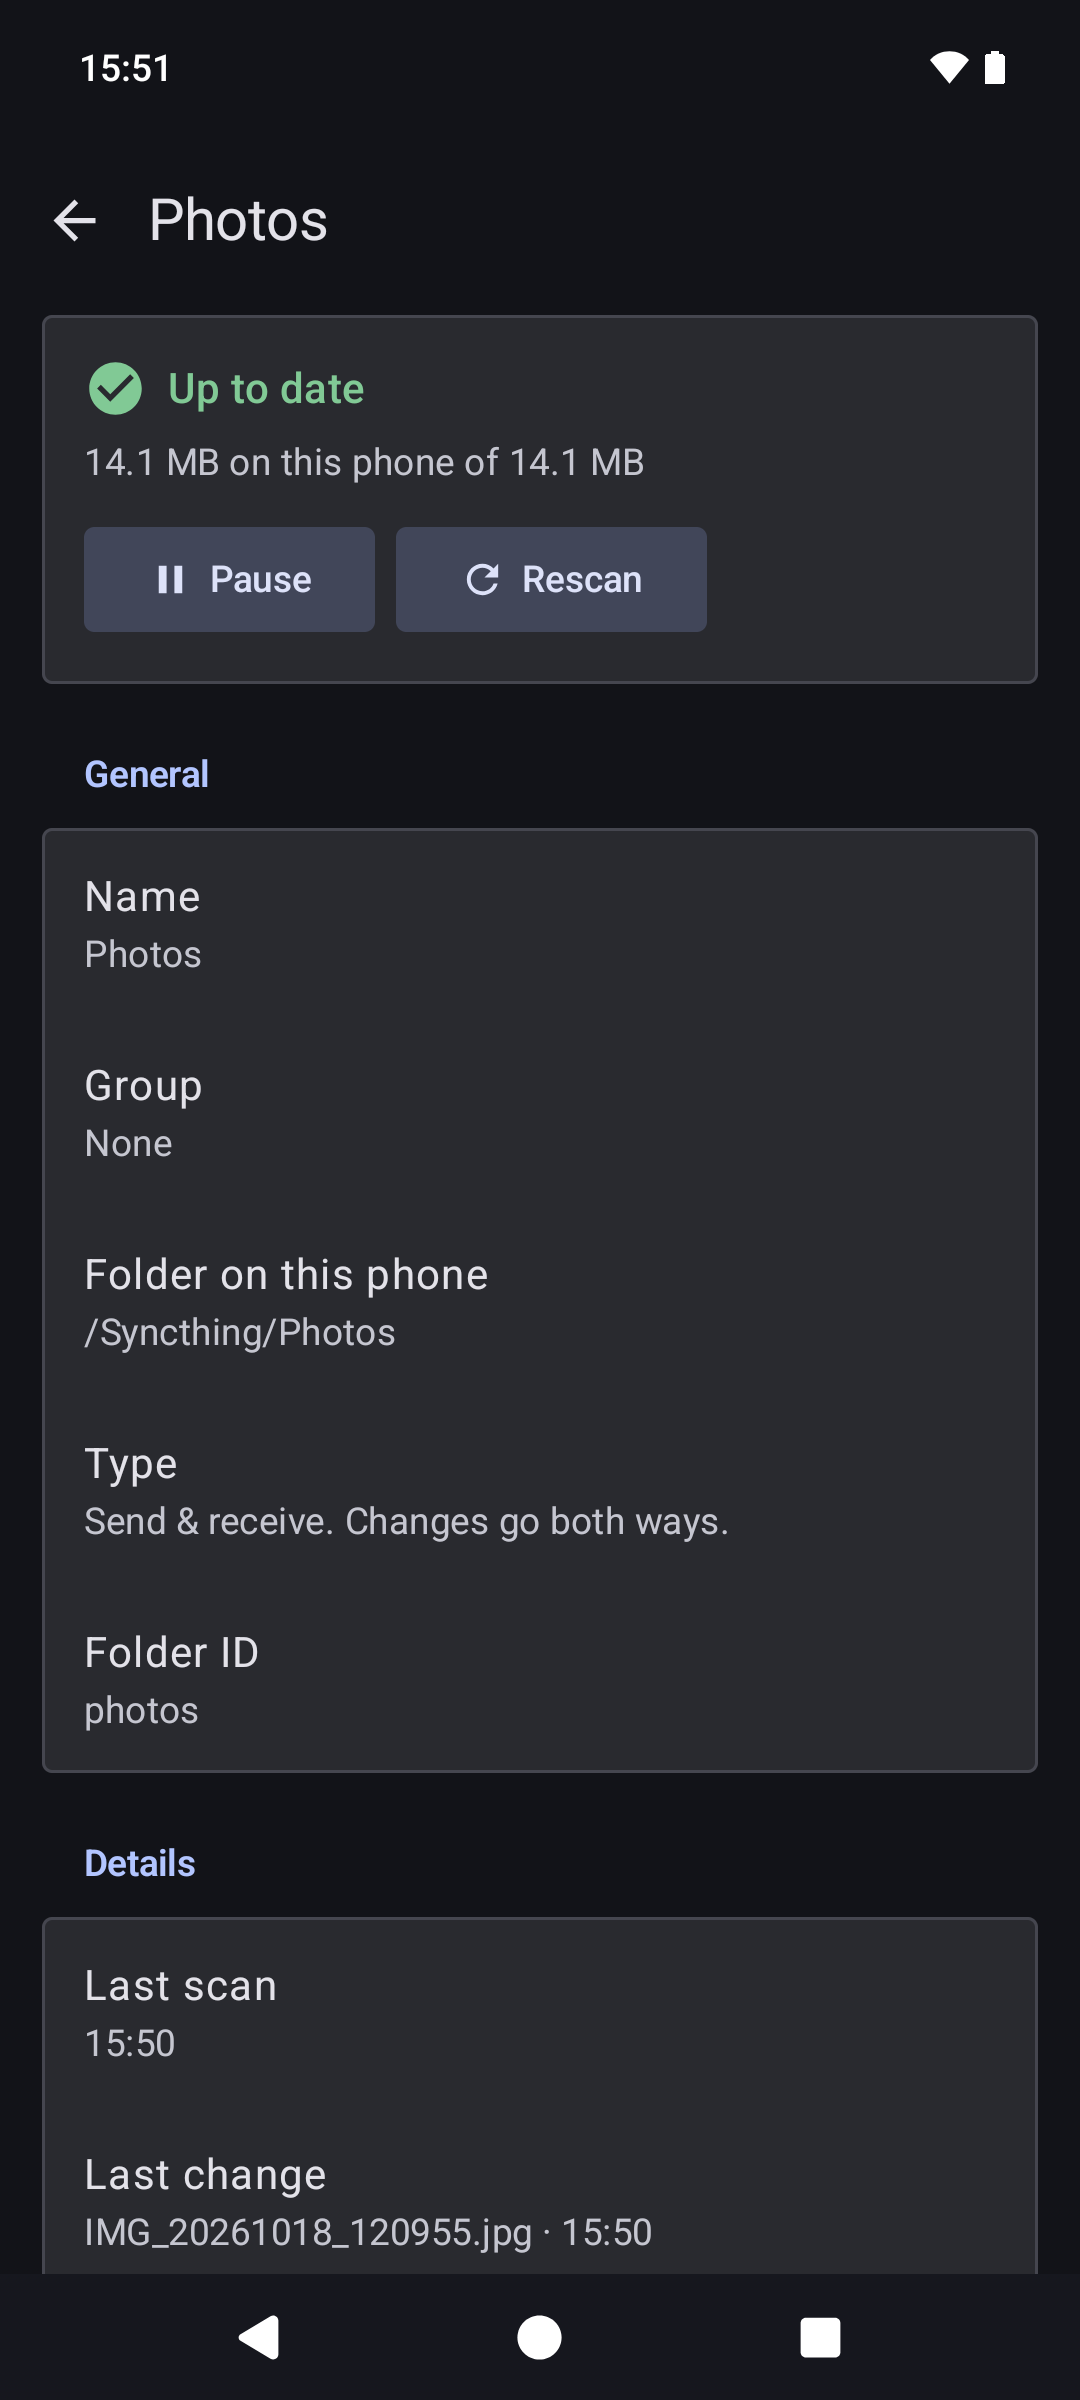 15:51
Photos
Up to date
14.1 MB on this phone of 14.1 MB
Pause
Rescan
General
Name
Photos
Group
None
Folder on this phone
/Syncthing/Photos
Type
Send & receive. Changes go both ways.
Folder ID
photos
Details
Last scan
15:50
Last change
IMG_20261018_120955.jpg · 15:50